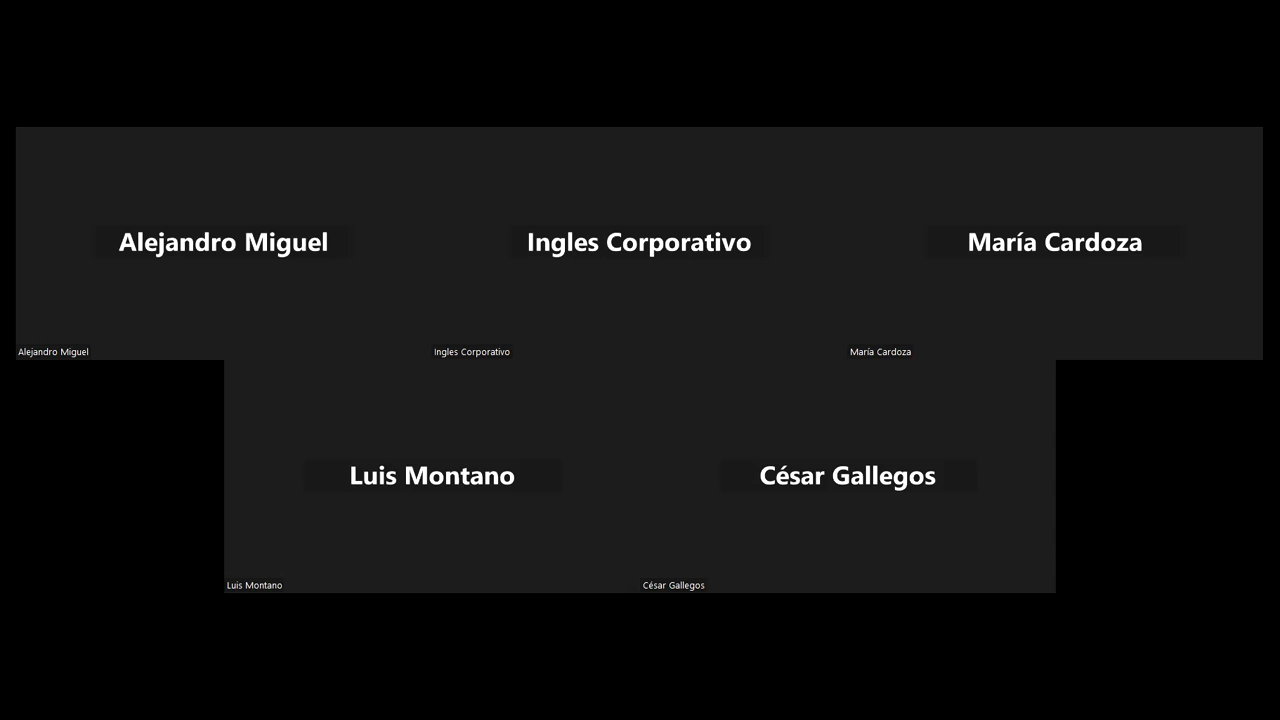 Alejandro Miguel
Ingles Corporativo
María Cardoza
Alejandro Miguel
Ingles Corporativo
María Cardoza
Luis Montano
César Gallegos
Luis Montano
César Gallegos